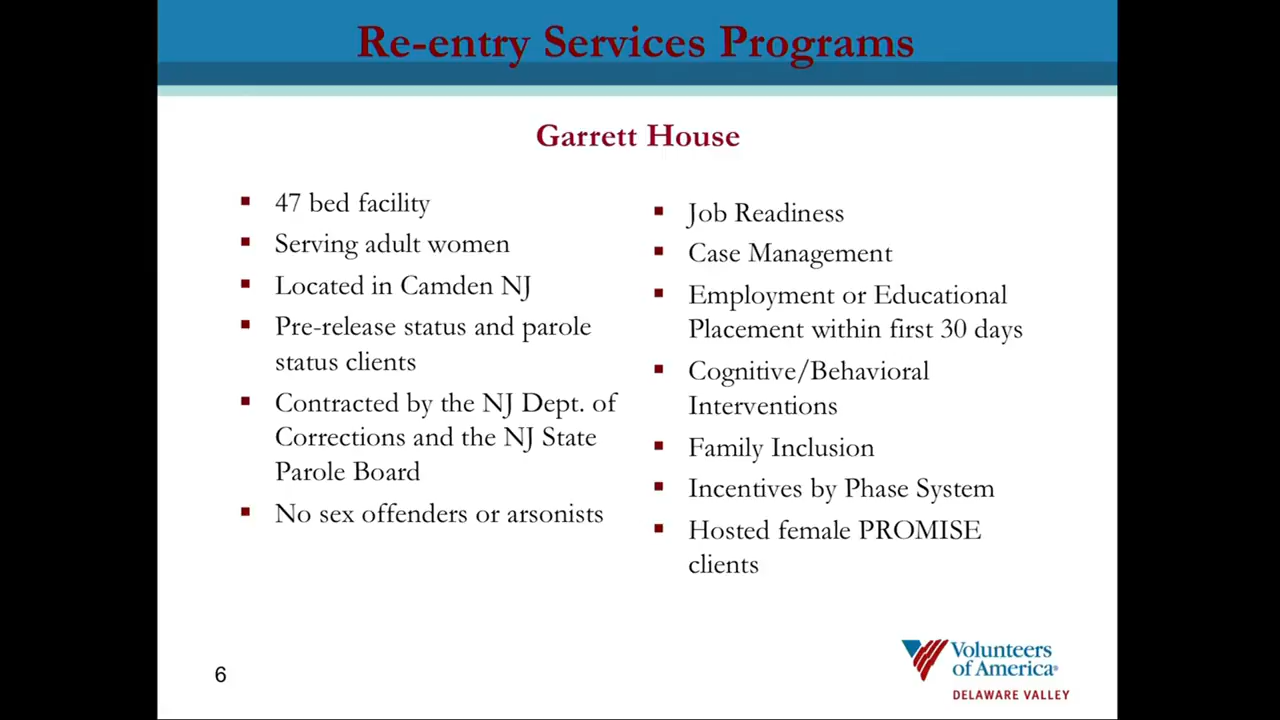 Re-entry Services Programs
Garrett House
▪ 47 bed facility
▪ Serving adult women
▪ Located in Camden NJ
▪ Pre-release status and parole
status clients
▪ Contracted by the NJ Dept. of
Corrections and the NJ State
Parole Board
▪ No sex offenders or arsonists
▪ Job Readiness
▪ Case Management
▪ Employment or Educational
Placement within first 30 days
▪ Cognitive/Behavioral
Interventions
▪ Family Inclusion
▪ Incentives by Phase System
▪ Hosted female PROMISE
clients
6
Volunteers
of America®
DELAWARE VALLEY